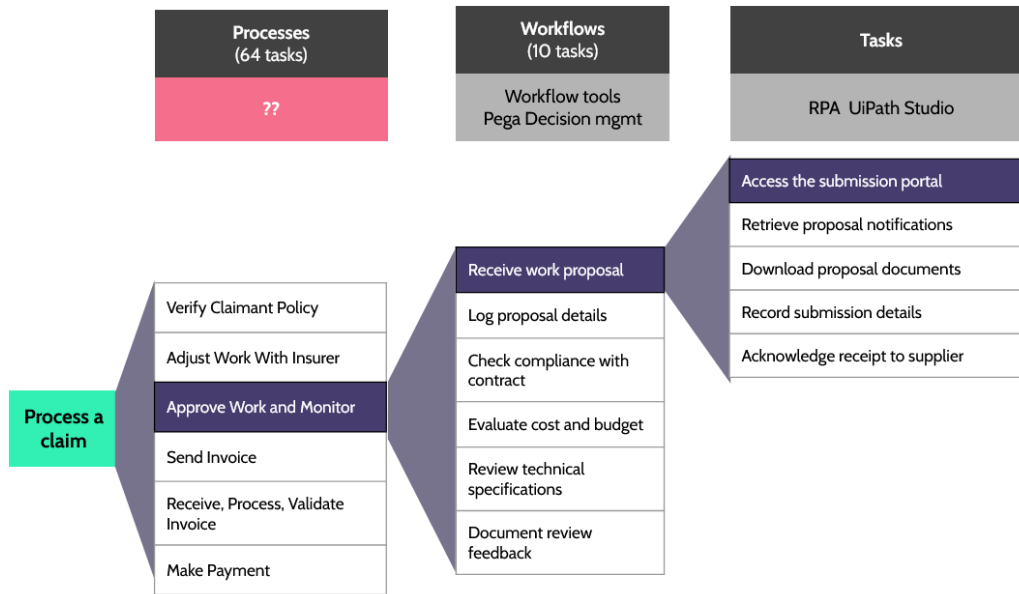 Processes
(64 tasks)
Workflows
(10 tasks)
Tasks
??
Workflow tools
Pega Decision mgmt
RPA  UiPath Studio
Process a
claim
Verify Claimant Policy
Adjust Work With Insurer
Approve Work and Monitor
Send Invoice
Receive, Process, Validate
Invoice
Make Payment
Receive work proposal
Log proposal details
Check compliance with
contract
Evaluate cost and budget
Review technical
specifications
Document review
feedback
Access the submission portal
Retrieve proposal notifications
Download proposal documents
Record submission details
Acknowledge receipt to supplier